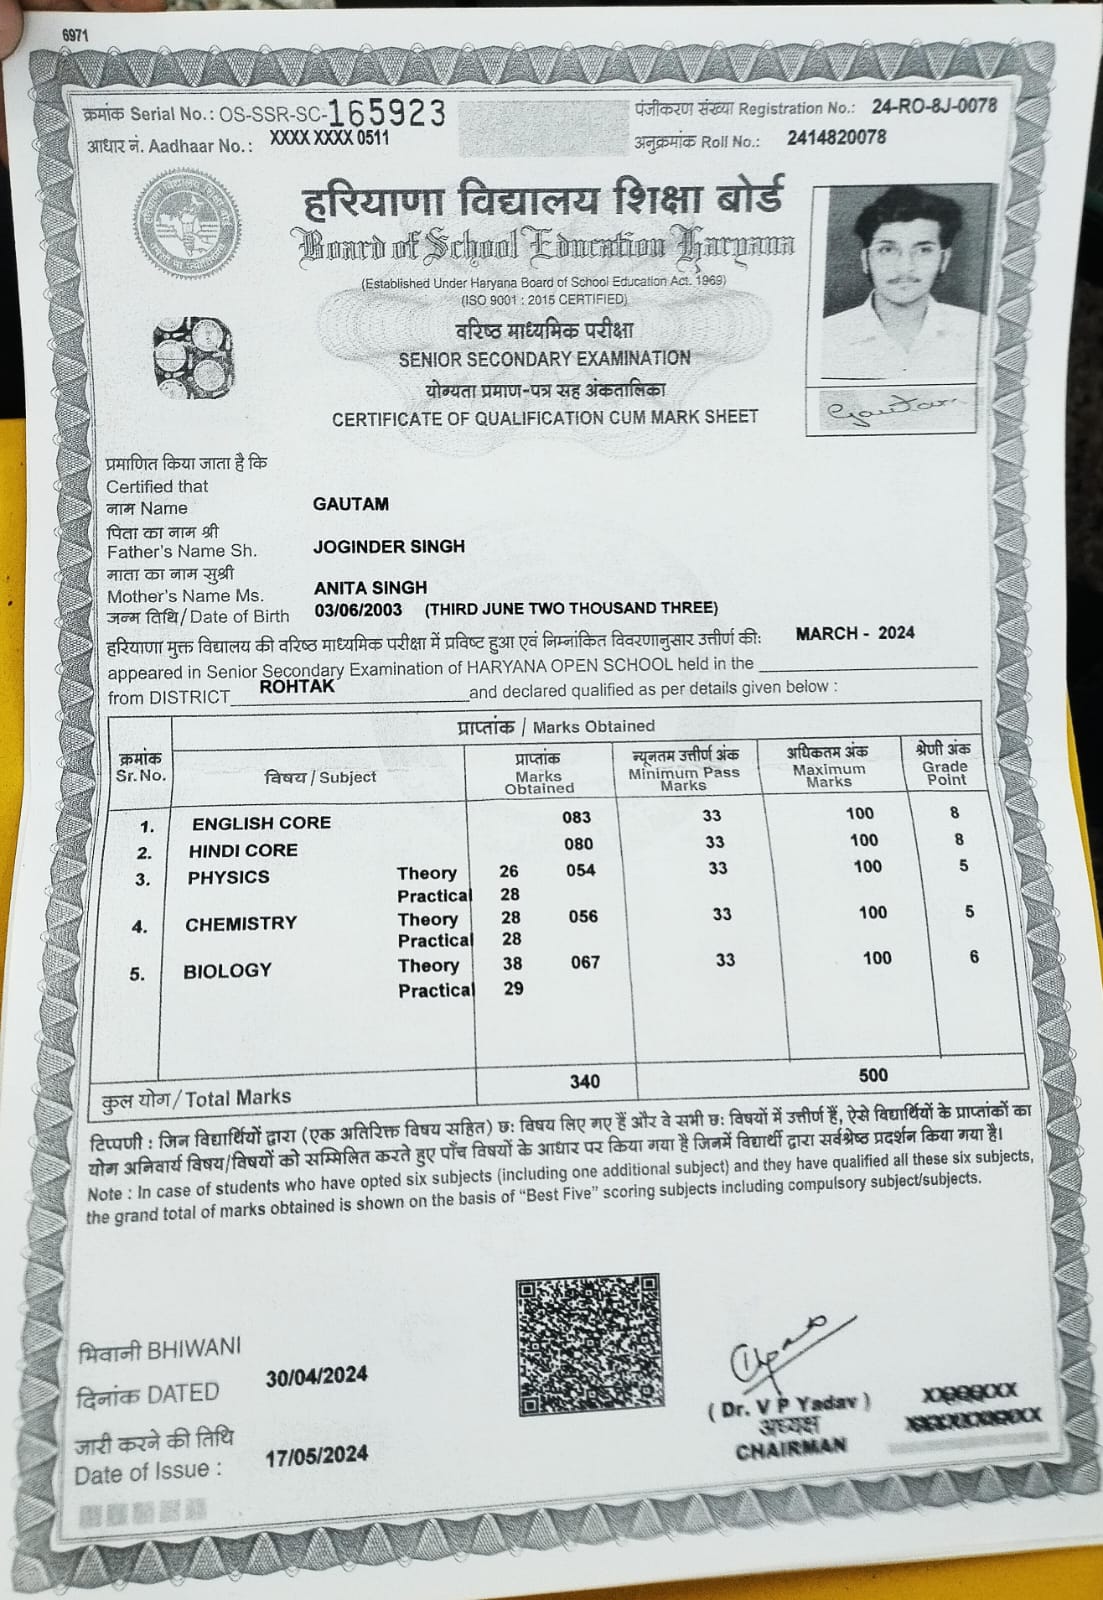 6971
क्रमांक Serial No.: OS-SSR-SC-165923
पंजीकरण संख्या Registration No.: 24-RO-8J-0078
आधार नं. Aadhaar No.: XXXX XXXX 0511
अनुक्रमांक Roll No.: 2414820078
हरियाणा विद्यालय शिक्षा बोर्ड
Board of School Education Haryana
(Established Under Haryana Board of School Education Act. 1969)
(ISO 9001 : 2015 CERTIFIED)
वरिष्ठ माध्यमिक परीक्षा
SENIOR SECONDARY EXAMINATION
योग्यता प्रमाण-पत्र सह अंकतालिका
CERTIFICATE OF QUALIFICATION CUM MARK SHEET
Gautam
प्रमाणित किया जाता है कि
Certified that
नाम Name GAUTAM
पिता का नाम श्री
Father's Name Sh. JOGINDER SINGH
माता का नाम सुश्री
Mother's Name Ms. ANITA SINGH
जन्म तिथि/ Date of Birth 03/06/2003 (THIRD JUNE TWO THOUSAND THREE)
हरियाणा मुक्त विद्यालय की वरिष्ठ माध्यमिक परीक्षा में प्रविष्ट हुआ एवं निम्नांकित विवरणानुसार उत्तीर्ण की: MARCH - 2024
appeared in Senior Secondary Examination of HARYANA OPEN SCHOOL held in the
from DISTRICT ROHTAK and declared qualified as per details given below :
प्राप्तांक / Marks Obtained
क्रमांक Sr.No. विषय / Subject प्राप्तांक Marks Obtained न्यूनतम उत्तीर्ण अंक Minimum Pass Marks अधिकतम अंक Maximum Marks श्रेणी अंक Grade Point
1. ENGLISH CORE 083 33 100 8
2. HINDI CORE 080 33 100 8
3. PHYSICS Theory 26 054 33 100 5
Practical 28
4. CHEMISTRY Theory 28 056 33 100 5
Practical 28
5. BIOLOGY Theory 38 067 33 100 6
Practical 29
कुल योग / Total Marks 340 500
टिप्पणी : जिन विद्यार्थियों द्वारा (एक अतिरिक्त विषय सहित) छः विषय लिए गए हैं और वे सभी छः विषयों में उत्तीर्ण हैं, ऐसे विद्यार्थियों के प्राप्तांकों का
योग अनिवार्य विषय/विषयों को सम्मिलित करते हुए पाँच विषयों के आधार पर किया गया है जिनमें विद्यार्थी द्वारा सर्वश्रेष्ठ प्रदर्शन किया गया है।
Note : In case of students who have opted six subjects (including one additional subject) and they have qualified all these six subjects,
the grand total of marks obtained is shown on the basis of "Best Five" scoring subjects including compulsory subject/subjects.
भिवानी BHIWANI
दिनांक DATED 30/04/2024
जारी करने की तिथि
Date of Issue : 17/05/2024
( Dr. V P Yadav )
अध्यक्ष
CHAIRMAN